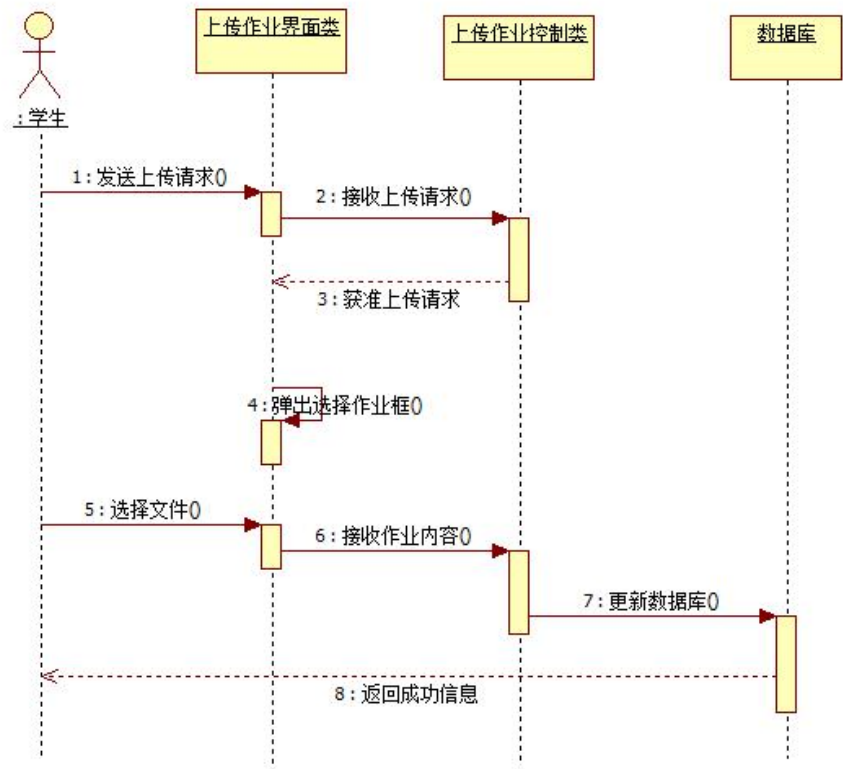 上传作业界面类
上传作业控制类
数据库
:学生
1:发送上传请求()
2:接收上传请求()
3:获准上传请求
4:弹出选择作业框()
5:选择文件()
6:接收作业内容()
7:更新数据库()
8:返回成功信息